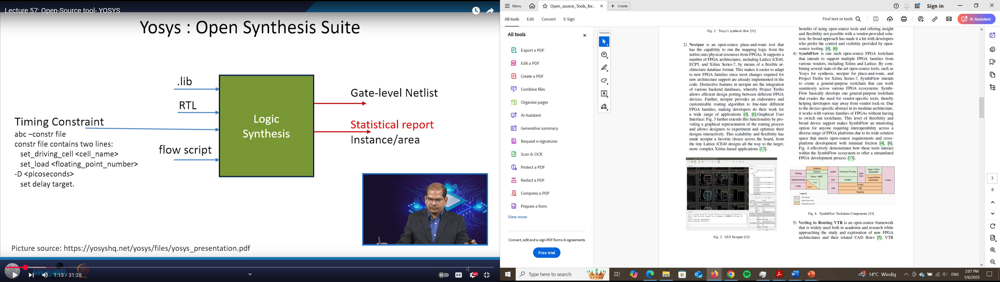 Lecture 57: Open-Source tool- YOSYS
Yosys : Open Synthesis Suite
.lib
RTL
Timing Constraint
abc –constr file
constr file contains two lines:
set_driving_cell <cell_name>
set_load <floating_point_number>
-D <picoseconds>
set delay target.
flow script
Logic
Synthesis
Gate-level Netlist
Statistical report
Instance/area
Picture source: https://yosyshq.net/yosys/files/yosys_presentation.pdf
swayam
4
1:13 / 31:28
CC
HD
Menu
Open_source_Tools_for...
Create
Sign in
All tools
Edit
Convert
E-Sign
Find text or tools
AI Assistant
All tools
Export a PDF
Edit a PDF
Create a PDF
Combine files
Organize pages
AI Assistant
Generative summary
Request e-signatures
Scan & OCR
Protect a PDF
Redact a PDF
Compress a PDF
Prepare a form
View more
Convert, edit and e-sign PDF forms & agreements
Free trial
Fig. 2. Yosys's synthesis flow [11]
2) Nextpnr is an open-source place-and-route tool that
has the capability to run the mapping logic from the
netlist onto physical resources from FPGAs. It supports a
number of FPGA architectures, including Lattice iCE40,
ECP5, and Xilinx Series-7, by means of a flexible ar-
chitecture database format. This makes it easier to adapt
to new FPGA families since most changes required for
new architecture support are already implemented in the
code. Distinctive features in nextpnr are the integration
of various backend databases, whereby Project Trellis
allows efficient design porting between different FPGA
devices. Further, nextpnr provides an elaborative and
customizable routing algorithm to fine-tune different
FPGA families, making developers do their work for
a wide range of applications [4], [6].Graphical User
Interface: Fig. 3 further extends this functionality by pro-
viding a graphical representation of the routing process
and allows designers to experiment and optimize their
designs interactively. This scalability and flexibility has
made nextpnr a favorite choice across the board, from
the tiny Lattice iCE40 designs all the way to the larger,
more complex Xilinx-based applications [12].
Fig. 3. GUI Nextpnr [12]
benefits of using open-source tools and offering insight
and flexibility not possible with a vendor-provided solu-
tion. Its broad approach has made it a hit with developers
who prefer the control and visibility provided by open-
source tooling. [4], [6]
4) SymbiFlow is one such open-source FPGA toolchain
that intends to support multiple FPGA families from
various vendors, including Xilinx and Lattice. By com-
bining several state-of-the-art open-source tools, such as
Yosys for synthesis, nextpnr for place-and-route, and
Project Trellis for Xilinx Series-7, SymbiFlow intends
to create a general-purpose toolchain that can work
seamlessly across various FPGA ecosystems. Symbi-
Flow basically develops one general-purpose toolchain
that evades the need for vendor-specific tools, thereby
helping developers stay away from vendor lock-in. Due
to the device-specific abstract in its modular architecture,
it works with various families of FPGAs without having
to switch out toolchains. This level of flexibility and
broad device support makes SymbiFlow an interesting
option for anyone requiring interoperability across a
diverse range of FPGA platforms due to its wide solution
space that meets open-source requirements and cross-
platform development with minimal friction [4], [6].
Fig. 4 effectively demonstrates how these tools interact
within the SymbiFlow ecosystem to offer a streamlined
FPGA development process [13].
Verilog
SystemVerilog
VHDL
Quartus
ODIN-II
Yosys + ABC
Yosys
Verific
(e)blif
json
edif
Verilog to Routing
nextpnr
fasm
Open FPGA
assembler
closed FPGA
assembler
Vivado
ISE
Quartus
binary
Legend:
File Format
Open Source Tool
Closed Source Tool
Fig. 4. SymbiFlow Toolchain Components [13]
5) Verilog to Routing VTR is an open-source framework
that is widely used both in academia and research while
approaching the study and exploration of new FPGA
architectures and their related CAD flows [5]. VTR
3
8
Type here to search
14°C Windig
ENG
2:07 PM
1/6/2025